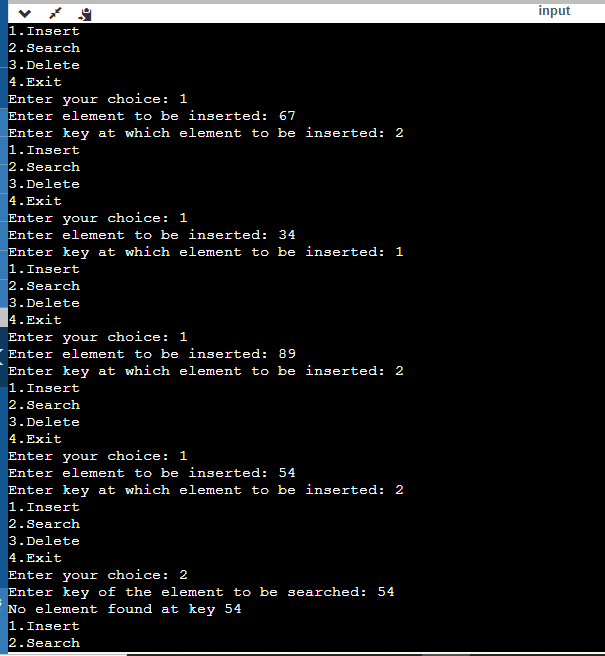 input
1.Insert
2.Search
3.Delete
4.Exit
Enter your choice: 1
Enter element to be inserted: 67
Enter key at which element to be inserted: 2
1.Insert
2.Search
3.Delete
4.Exit
Enter your choice: 1
Enter element to be inserted: 34
Enter key at which element to be inserted: 1
1.Insert
2.Search
3.Delete
4.Exit
Enter your choice: 1
Enter element to be inserted: 89
Enter key at which element to be inserted: 2
1.Insert
2.Search
3.Delete
4.Exit
Enter your choice: 1
Enter element to be inserted: 54
Enter key at which element to be inserted: 2
1.Insert
2.Search
3.Delete
4.Exit
Enter your choice: 2
Enter key of the element to be searched: 54
No element found at key 54
1.Insert
2.Search